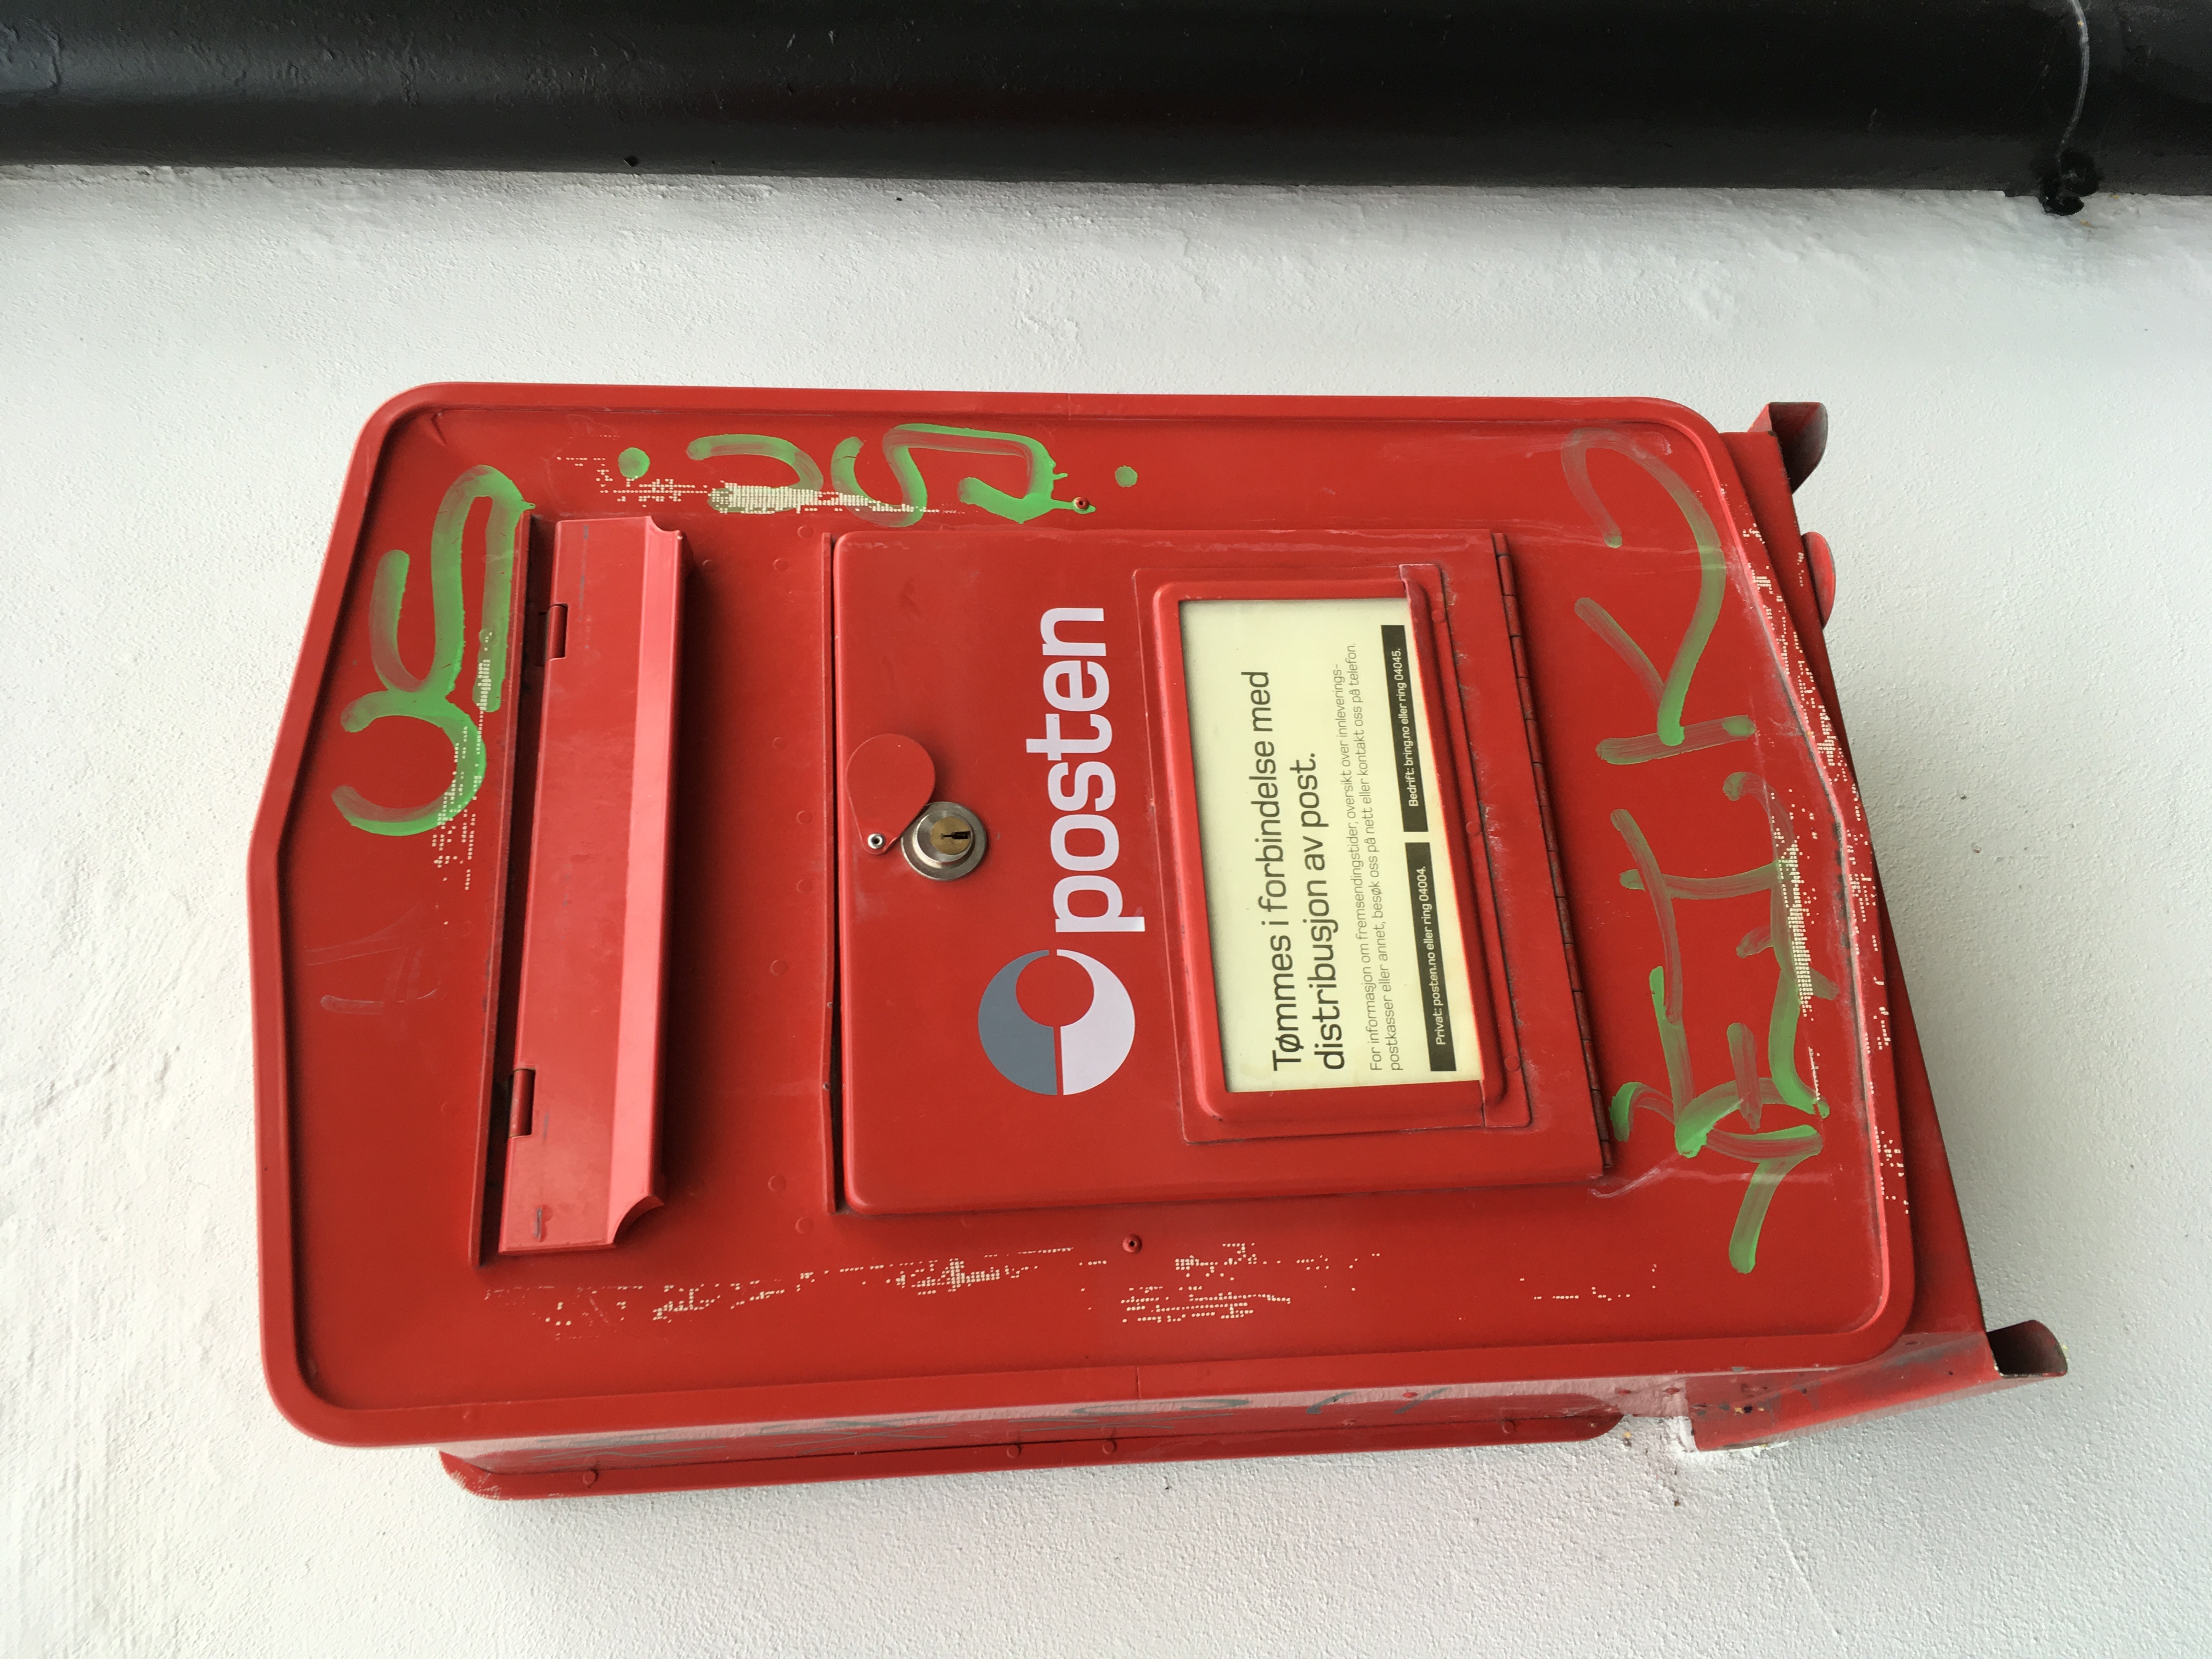 posten
Tømmes i forbindelse med
distribusjon av post.
For informasjon om fremsendingstider, oversikt over innleverings-
postkasser eller annet, besøk oss på nett eller kontakt oss på telefon.
Privat: posten.no eller ring 04004.
Bedrift: bring.no eller ring 04045.